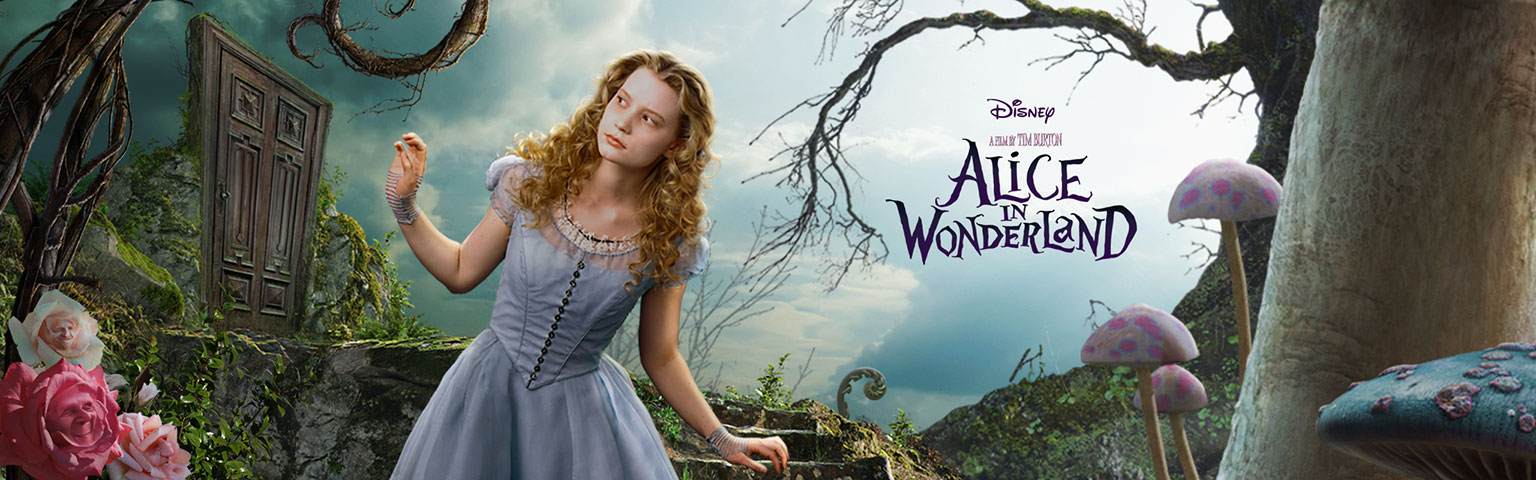 Disney
A FILM BY TIM BURTON
ALiCE
IN
WONDERLAND